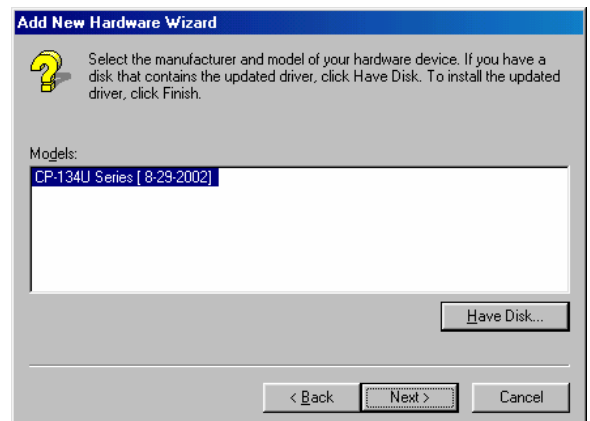 Add New Hardware Wizard
Select the manufacturer and model of your hardware device. If you have a
disk that contains the updated driver, click Have Disk. To install the updated
driver, click Finish.
Models:
CP-134U Series [ 8-29-2002]
Have Disk...
< Back
Next >
Cancel